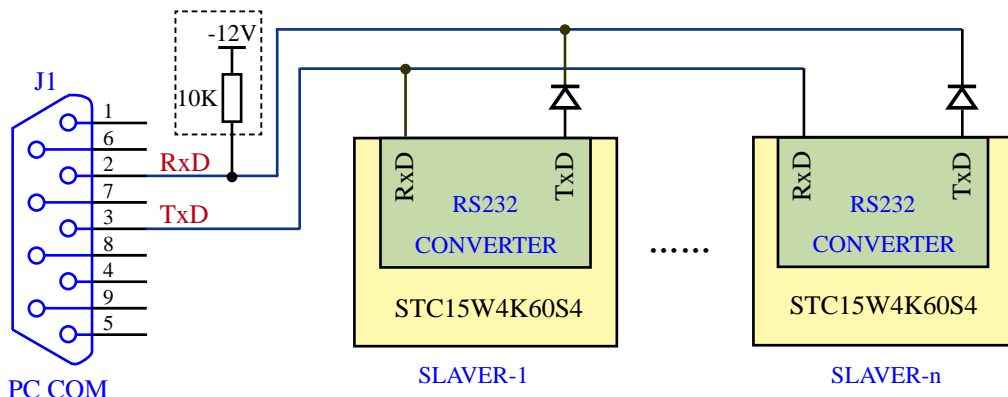 J1
1
6
2
7
3
8
4
9
5
PC COM
-12V
10K
RxD
TxD
RxD
TxD
RS232
CONVERTER
STC15W4K60S4
SLAVER-1
……
RxD
TxD
RS232
CONVERTER
STC15W4K60S4
SLAVER-n